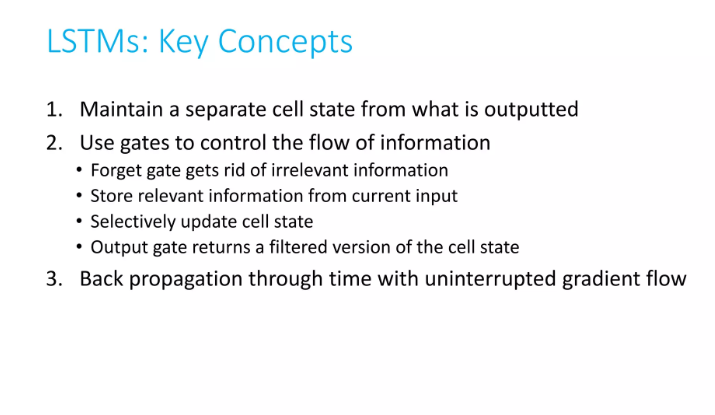 LSTMs: Key Concepts
1. Maintain a separate cell state from what is outputted
2. Use gates to control the flow of information
• Forget gate gets rid of irrelevant information
• Store relevant information from current input
• Selectively update cell state
• Output gate returns a filtered version of the cell state
3. Back propagation through time with uninterrupted gradient flow